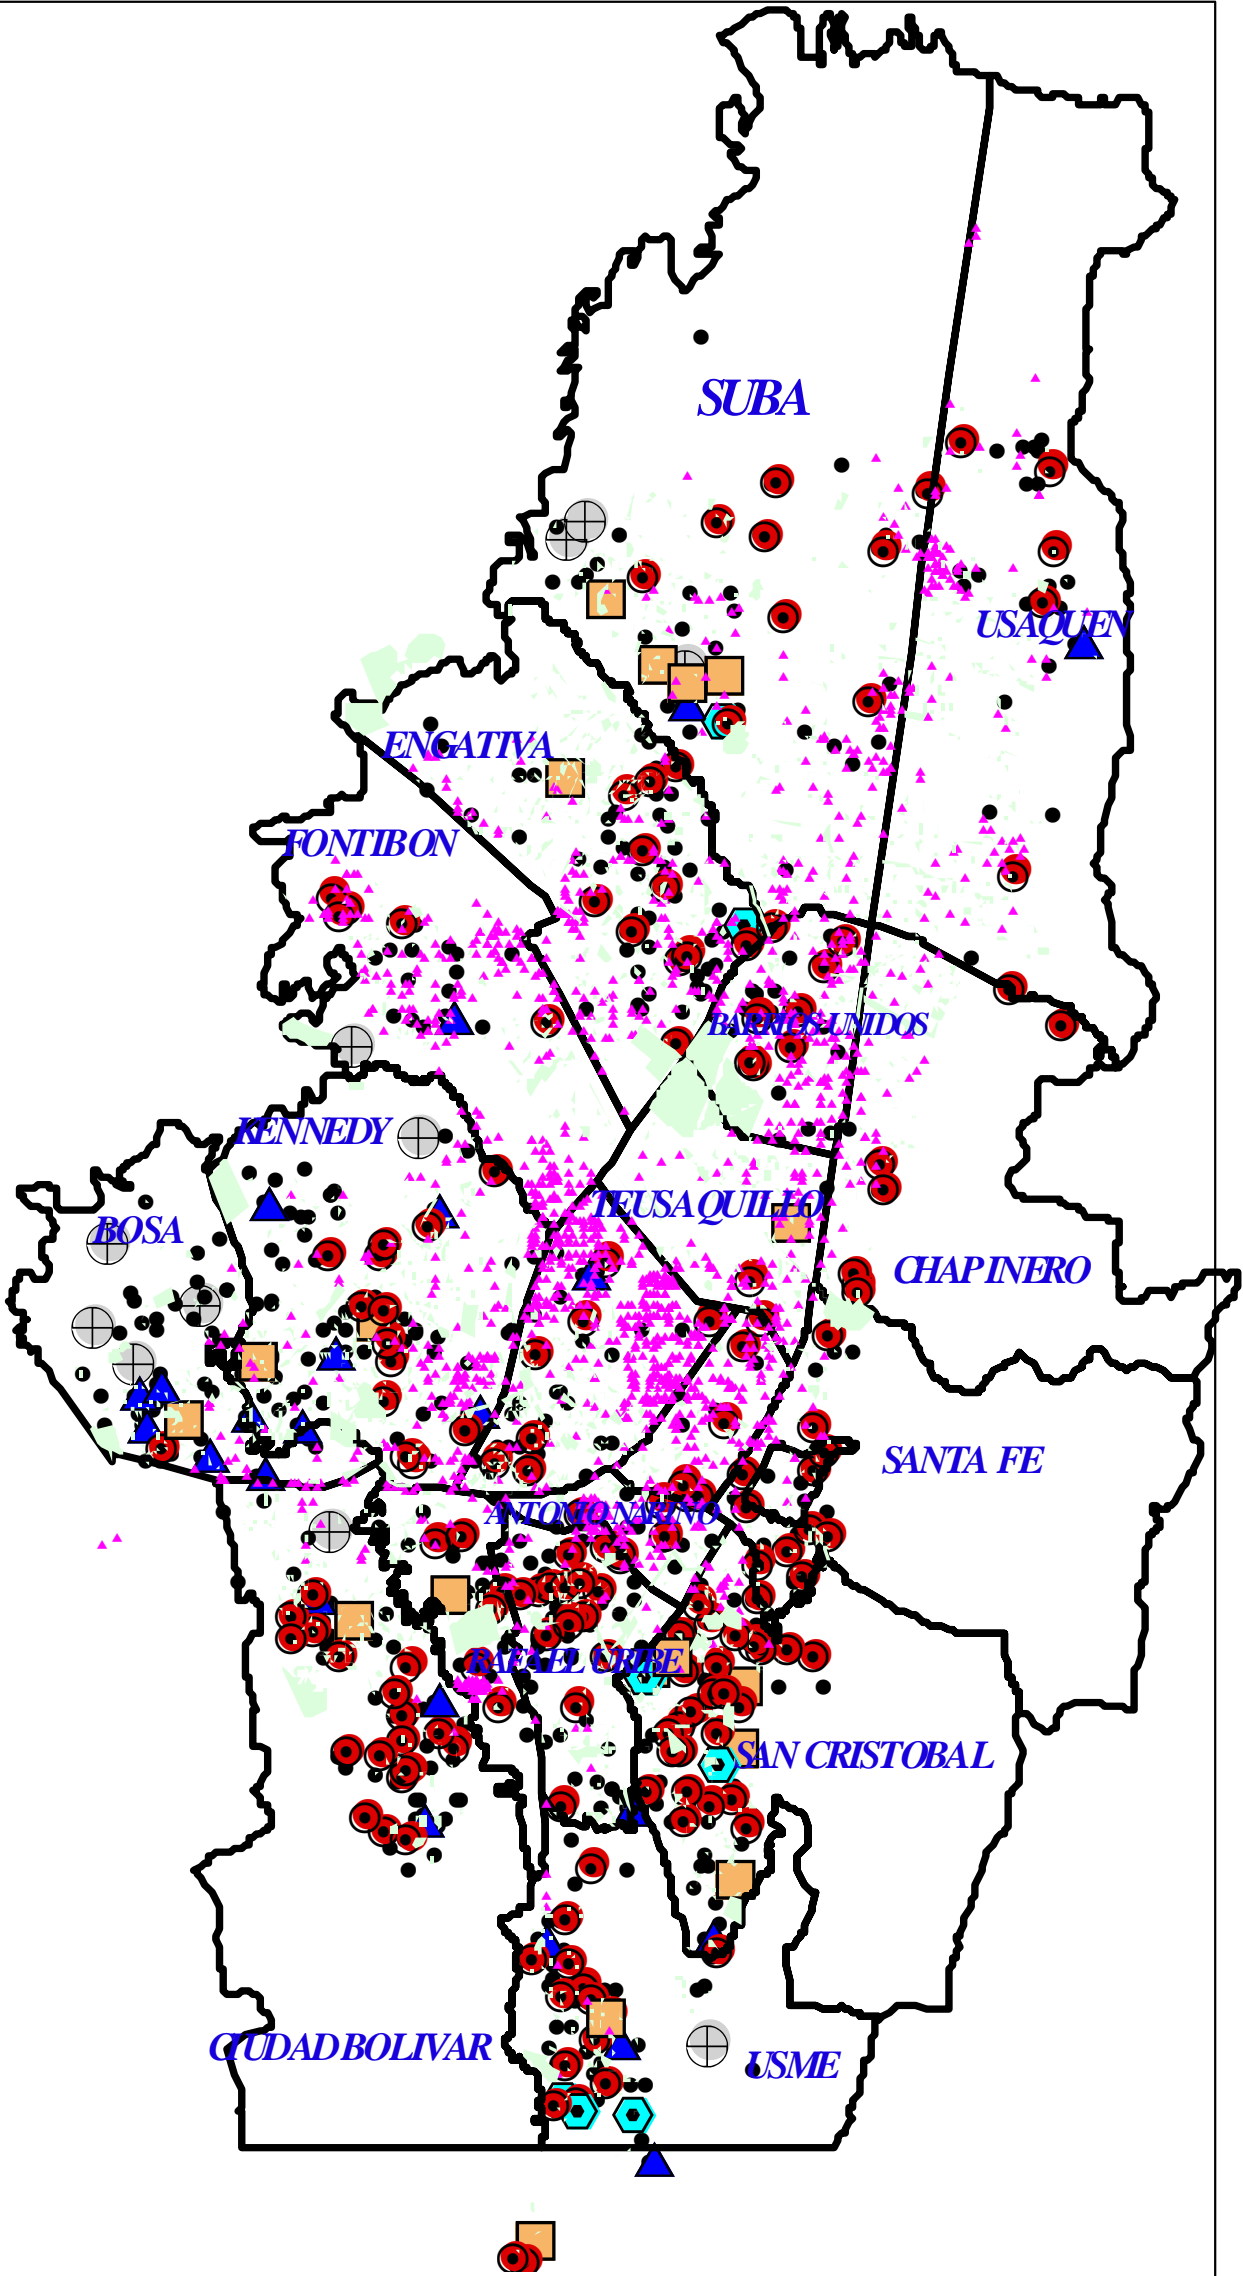 SUBA
USAQUEN
ENGATIVA
FONTIBON
BARRIOS UNIDOS
KENNEDY
TEUSAQUILLO
BOSA
CHAPINERO
SANTA FE
ANTONIO NARIÑO
RAFAEL URIBE
SAN CRISTOBAL
CIUDAD BOLIVAR
USME